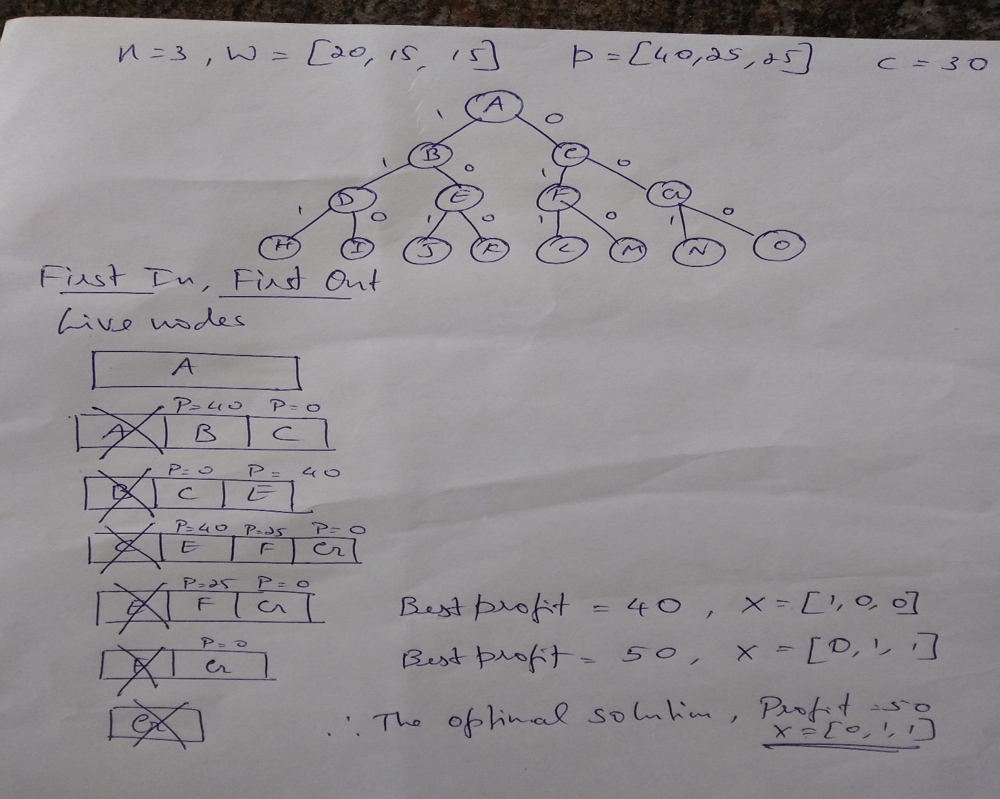 n=3, W = [20, 15, 15] p = [40,25,25] C = 30
A
1 0
B C
1 0 1 0
D E F G
1 0 1 0 1 0 1 0
H I J K L M N O
First In, First Out
Live nodes
A
P=40 P=0
A B C
P=0 P= 40
B C E
P=40 P=25 P=0
C E F G
P=25 P=0
E F G
Best profit = 40, x = [1, 0, 0]
P=0
F G
Best profit = 50, x = [0, 1, 1]
G
∴ The optimal solution, Profit = 50
x = [0, 1, 1]